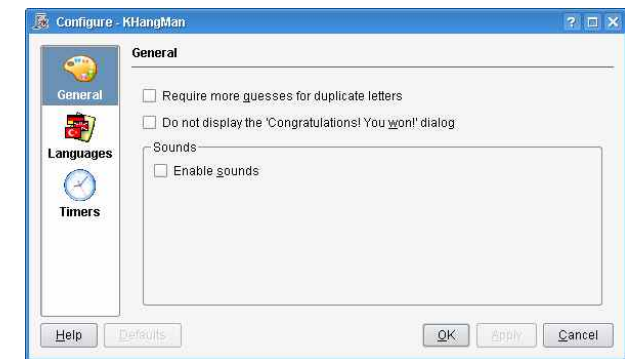 Configure - KHangMan
General
General
Languages
Timers
Require more guesses for duplicate letters
Do not display the 'Congratulations! You won!' dialog
Sounds
Enable sounds
Help
Defaults
OK
Apply
Cancel